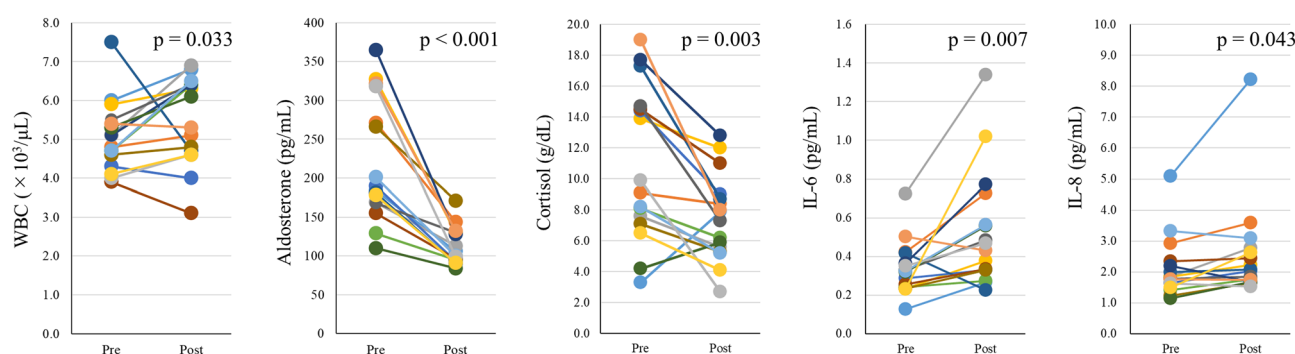 WBC ( × 10³/μL)
8.0
7.0
6.0
5.0
4.0
3.0
2.0
1.0
0.0
p = 0.033
Pre
Post
Aldosterone (pg/mL)
400
350
300
250
200
150
100
50
0
p < 0.001
Pre
Post
Cortisol (g/dL)
20.0
18.0
16.0
14.0
12.0
10.0
8.0
6.0
4.0
2.0
0.0
p = 0.003
Pre
Post
IL-6 (pg/mL)
1.6
1.4
1.2
1.0
0.8
0.6
0.4
0.2
0.0
p = 0.007
Pre
Post
IL-8 (pg/mL)
10.0
9.0
8.0
7.0
6.0
5.0
4.0
3.0
2.0
1.0
0.0
p = 0.043
Pre
Post